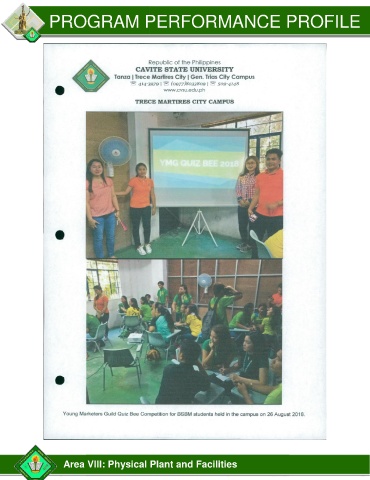 PROGRAM PERFORMANCE PROFILE
Republic of the Philippines
CAVITE STATE UNIVERSITY
Tanza | Trece Martires City | Gen. Trias City Campus
www.cvsu.edu.ph
TRECE MARTIRES CITY CAMPUS
YMG QUIZ BEE 2018
Young Marketers Guild Quiz Bee Competition for BSBM students held in the campus on 26 August 2018.
Area VIII: Physical Plant and Facilities